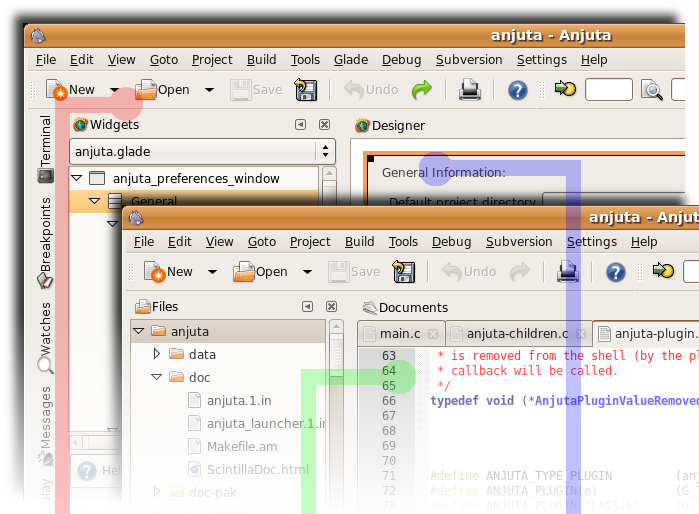 anjuta - Anjuta
File Edit View Goto Project Build Tools Glade Debug Subversion Settings Help
New Open Save Undo
Terminal
Breakpoints
Watches
Messages
Widgets
anjuta.glade
anjuta_preferences_window
General
Designer
General Information:
Default project directory
anjuta - Anjut
File Edit View Goto Project Build Tools Debug Subversion Settings Help
New Open Save Undo
Files
anjuta
data
doc
anjuta.1.in
anjuta_launcher.1.in
Makefile.am
ScintillaDoc.html
doc-pak
Documents
main.c anjuta-children.c anjuta-plugin.
63 * is removed from the shell (by the pl
64 * callback will be called.
65 */
66 typedef void (*AnjutaPluginValueRemoved
67
68
69
70
71 #define ANJUTA_TYPE_PLUGIN (anj
72 #define ANJUTA_PLUGIN(o) (G_T
73 #define ANJUTA_PLUGIN_CLASS(k) (G_T